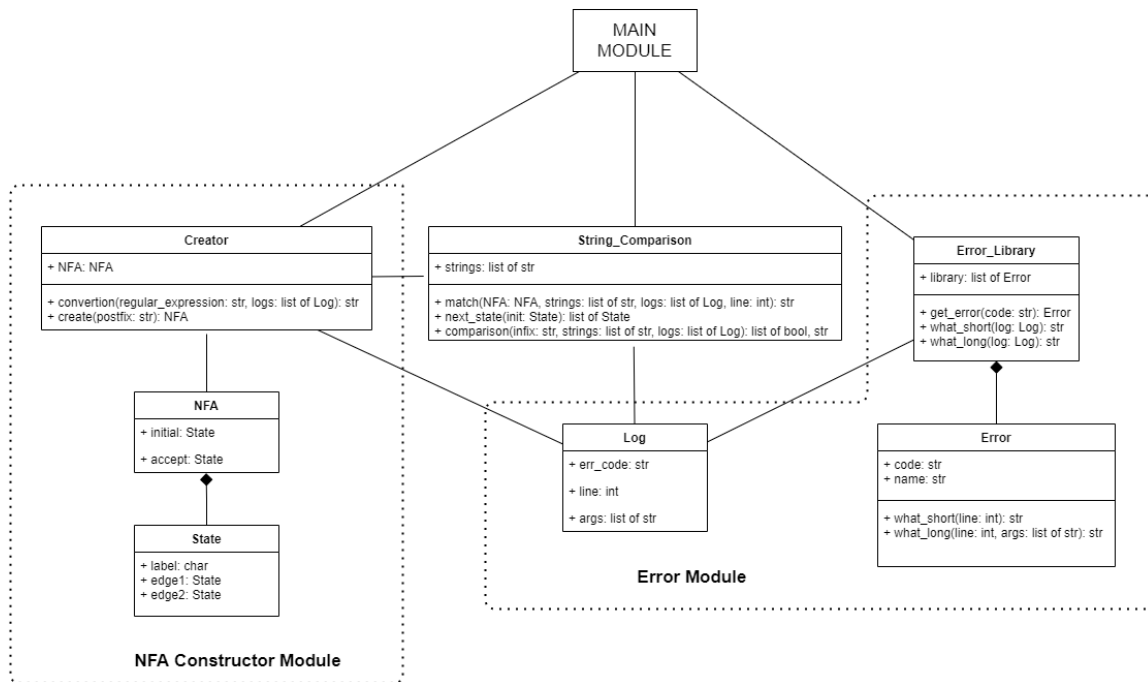 MAIN
MODULE
Creator
+ NFA: NFA
+ convertion(regular_expression: str, logs: list of Log): str
+ create(postfix: str): NFA
String_Comparison
+ strings: list of str
+ match(NFA: NFA, strings: list of str, logs: list of Log, line: int): str
+ next_state(init: State): list of State
+ comparison(infix: str, strings: list of str, logs: list of Log): list of bool, str
Error_Library
+ library: list of Error
+ get_error(code: str): Error
+ what_short(log: Log): str
+ what_long(log: Log): str
NFA
+ initial: State
+ accept: State
Log
+ err_code: str
+ line: int
+ args: list of str
Error
+ code: str
+ name: str
+ what_short(line: int): str
+ what_long(line: int, args: list of str): str
State
+ label: char
+ edge1: State
+ edge2: State
Error Module
NFA Constructor Module